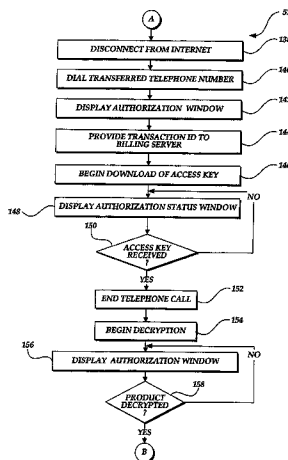 A
DISCONNECT FROM INTERNET
DIAL TRANSFERRED TELEPHONE NUMBER
DISPLAY AUTHORIZATION WINDOW
PROVIDE TRANSACTION ID TO BILLING SERVER
BEGIN DOWNLOAD OF ACCESS KEY
NO
148
DISPLAY AUTHORIZATION STATUS WINDOW
150
ACCESS KEY
RECEIVED
?
YES
END TELEPHONE CALL
152
BEGIN DECRYPTION
154
156
NO
DISPLAY AUTHORIZATION WINDOW
158
PRODUCT
DECRYPTED
?
YES
B